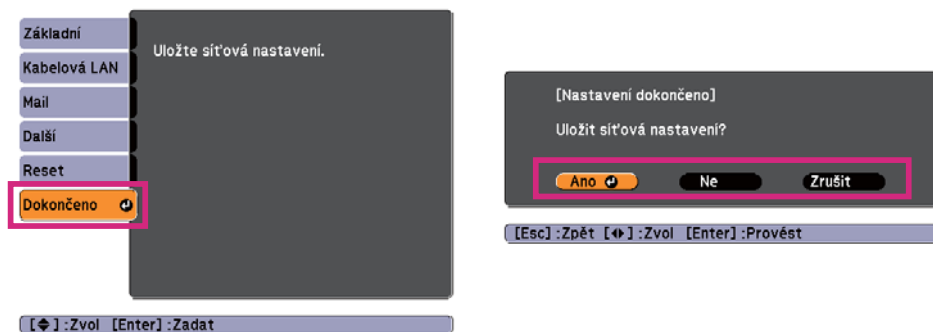 Základní
Uložte síťová nastavení.
Kabelová LAN
Mail
Další
Reset
Dokončeno
[Nastavení dokončeno]
Uložit síťová nastavení?
Ano Ne Zrušit
[Esc] :Zpět [◆] :Zvol [Enter] :Provést
[◆] :Zvol [Enter] :Zadat